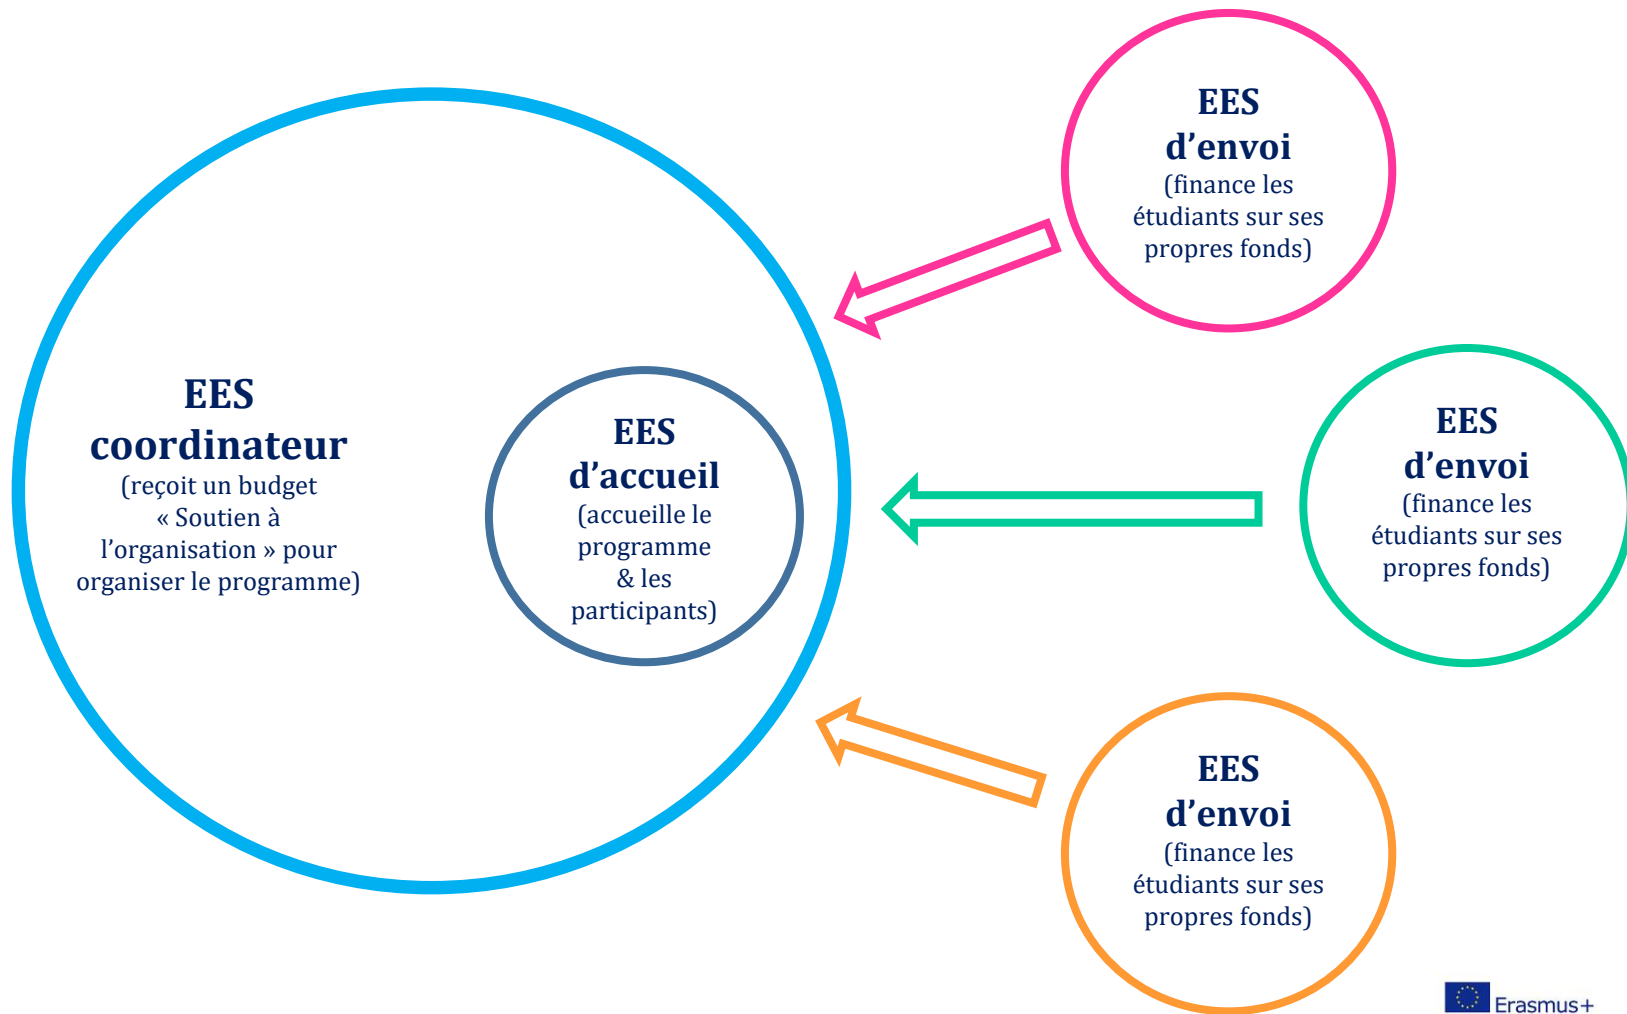 EES
coordinateur
(reçoit un budget
« Soutien à
l’organisation » pour
organiser le programme)
EES
d’accueil
(accueille le
programme
& les
participants)
EES
d’envoi
(finance les
étudiants sur ses
propres fonds)
EES
d’envoi
(finance les
étudiants sur ses
propres fonds)
EES
d’envoi
(finance les
étudiants sur ses
propres fonds)
Erasmus+